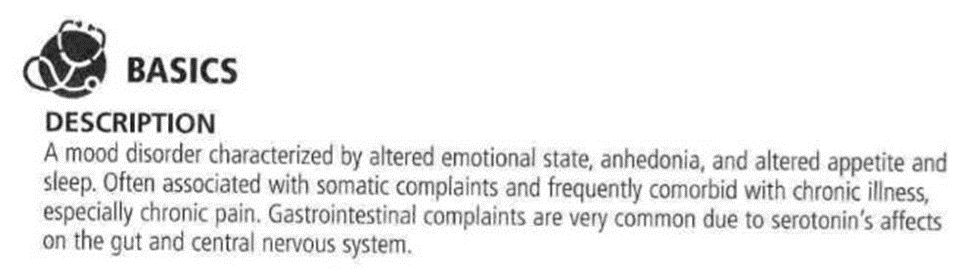 BASICS
DESCRIPTION
A mood disorder characterized by altered emotional state, anhedonia, and altered appetite and
sleep. Often associated with somatic complaints and frequently comorbid with chronic illness,
especially chronic pain. Gastrointestinal complaints are very common due to serotonin's affects
on the gut and central nervous system.